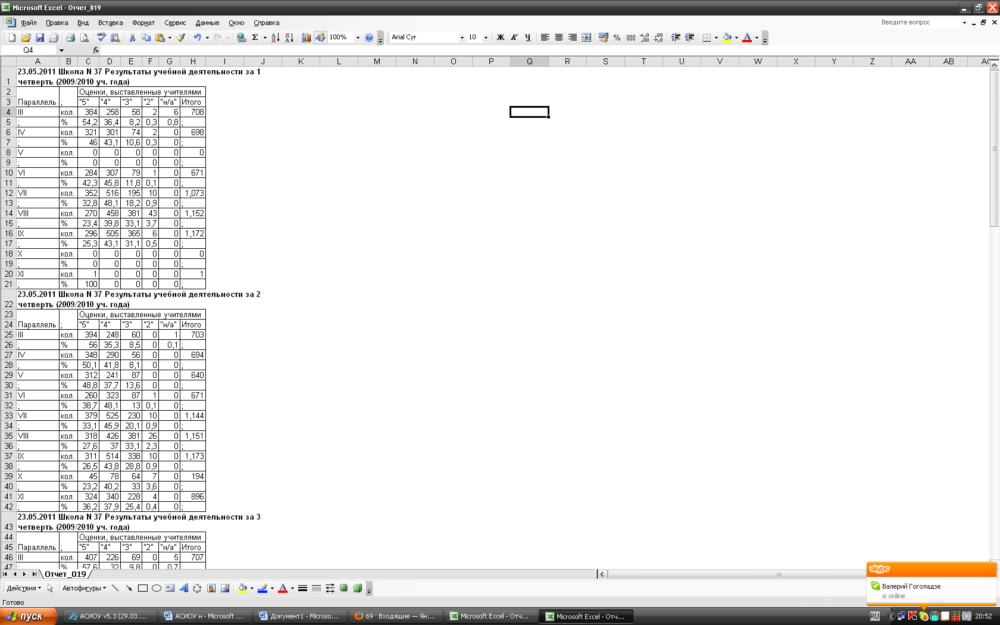 Microsoft Excel - Отчет_019
Файл Правка Вид Вставка Формат Сервис Данные Окно Справка
Введите вопрос
100% Arial Cyr 10 Ж К Ч
Q4 fx
A B C D E F G H I J K L M N O P Q R S T U V W X Y Z AA AB
23.05.2011 Школа N 37 Результаты учебной деятельности за 1
1 четверть (2009/2010 уч. года)
2 Оценки, выставленные учителями
3 Параллель ; "5" "4" "3" "2" "н/а" Итого
4 III кол. 384 258 58 2 6 708
5 ; % 54,2 36,4 8,2 0,3 0,8 ;
6 IV кол. 321 301 74 2 0 698
7 ; % 46 43,1 10,6 0,3 0 ;
8 V кол. 0 0 0 0 0 0
9 ; % 0 0 0 0 0 ;
10 VI кол. 284 307 79 1 0 671
11 ; % 42,3 45,8 11,8 0,1 0 ;
12 VII кол. 352 516 195 10 0 1,073
13 ; % 32,8 48,1 18,2 0,9 0 ;
14 VIII кол. 270 458 381 43 0 1,152
15 ; % 23,4 39,8 33,1 3,7 0 ;
16 IX кол. 296 505 365 6 0 1,172
17 ; % 25,3 43,1 31,1 0,5 0 ;
18 X кол. 0 0 0 0 0 0
19 ; % 0 0 0 0 0 ;
20 XI кол. 1 0 0 0 0 1
21 ; % 100 0 0 0 0 ;
23.05.2011 Школа N 37 Результаты учебной деятельности за 2
22 четверть (2009/2010 уч. года)
23 Оценки, выставленные учителями
24 Параллель ; "5" "4" "3" "2" "н/а" Итого
25 III кол. 394 248 60 0 1 703
26 ; % 56 35,3 8,5 0 0,1 ;
27 IV кол. 348 290 56 0 0 694
28 ; % 50,1 41,8 8,1 0 0 ;
29 V кол. 312 241 87 0 0 640
30 ; % 48,8 37,7 13,6 0 0 ;
31 VI кол. 260 323 87 1 0 671
32 ; % 38,7 48,1 13 0,1 0 ;
33 VII кол. 379 525 230 10 0 1,144
34 ; % 33,1 45,9 20,1 0,9 0 ;
35 VIII кол. 318 426 381 26 0 1,151
36 ; % 27,6 37 33,1 2,3 0 ;
37 IX кол. 311 514 338 10 0 1,173
38 ; % 26,5 43,8 28,8 0,9 0 ;
39 X кол. 45 78 64 7 0 194
40 ; % 23,2 40,2 33 3,6 0 ;
41 XI кол. 324 340 228 4 0 896
42 ; % 36,2 37,9 25,4 0,4 0 ;
23.05.2011 Школа N 37 Результаты учебной деятельности за 3
43 четверть (2009/2010 уч. года)
44 Оценки, выставленные учителями
45 Параллель ; "5" "4" "3" "2" "н/а" Итого
46 III кол. 407 226 69 0 5 707
47 ; % 57,6 32 9,8 0 0,7 ;
Отчет_019
skype
Валерий Гоголадзе
is online
Действия Автофигуры
Готово
NUM
пуск АСИОУ v5.3 (29.03.... АСИОУ н - Microsoft ... Документ1 - Microso... 69 · Входящие — Ян... Microsoft Excel - Отч... Microsoft Excel - Отч... RU 20:52